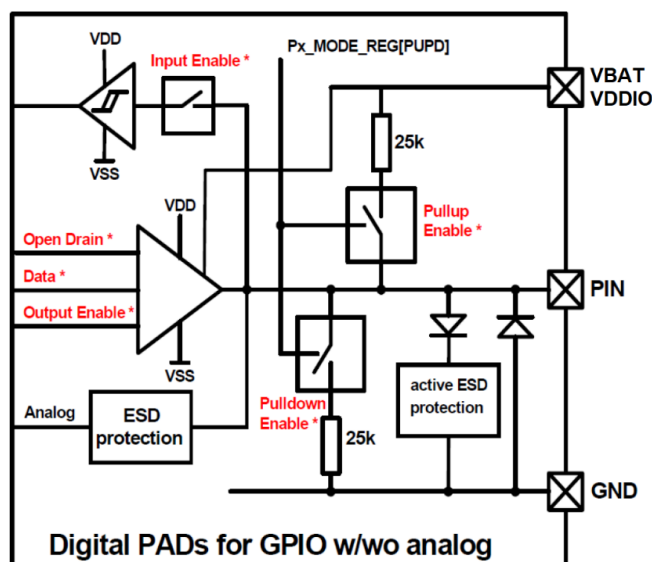 VDD
Input Enable *
Px_MODE_REG[PUPD]
VBAT
VDDIO
25k
VSS
Pullup
Enable *
VDD
Open Drain *
Data *
PIN
Output Enable *
VSS
Analog
ESD
protection
Pulldown
Enable *
25k
active ESD
protection
GND
Digital PADs for GPIO w/wo analog